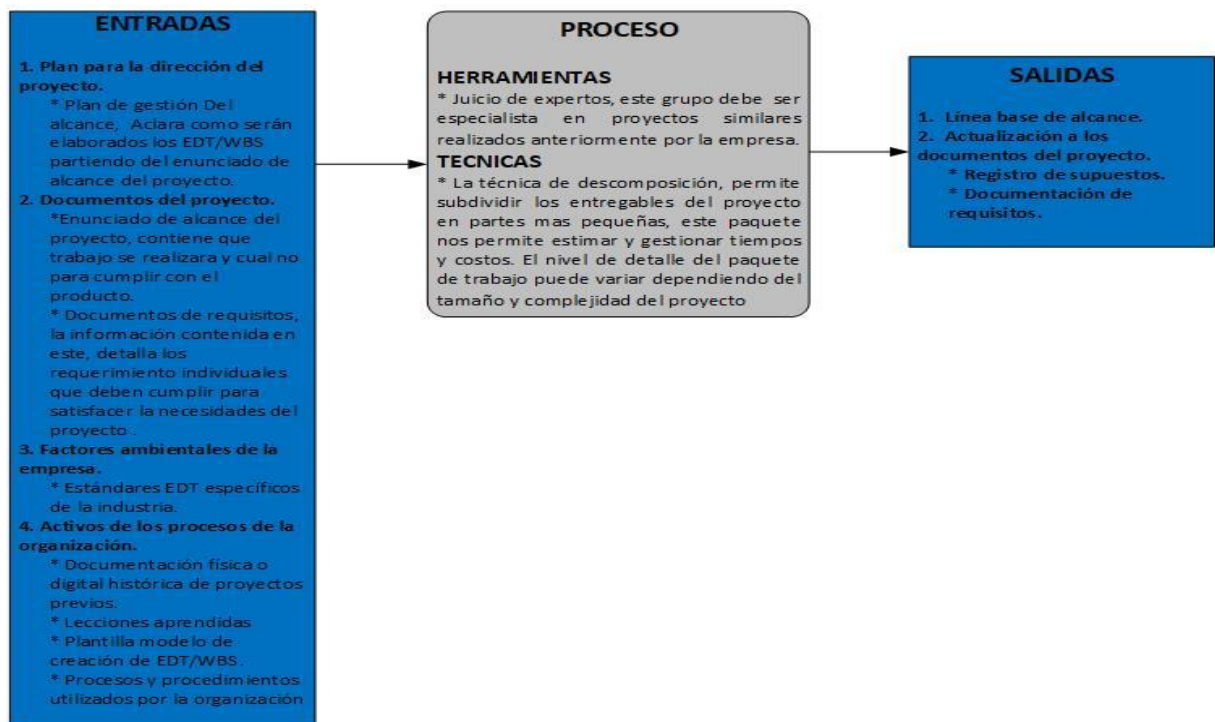 ENTRADAS
1. Plan para la dirección del
proyecto.
* Plan de gestión Del
alcance, Aclara como serán
elaborados los EDT/WBS
partiendo del enunciado de
alcance del proyecto.
2. Documentos del proyecto.
*Enunciado de alcance del
proyecto, contiene que
trabajo se realizara y cual no
para cumplir con el
producto.
* Documentos de requisitos,
la información contenida en
este, detalla los
requerimiento individuales
que deben cumplir para
satisfacer la necesidades del
proyecto .
3. Factores ambientales de la
empresa.
* Estándares EDT específicos
de la industria.
4. Activos de los procesos de la
organización.
* Documentación física o
digital histórica de proyectos
previos.
* Lecciones aprendidas
* Plantilla modelo de
creación de EDT/WBS.
* Procesos y procedimientos
utilizados por la organización
PROCESO
HERRAMIENTAS
* Juicio de expertos, este grupo debe ser
especialista en proyectos similares
realizados anteriormente por la empresa.
TECNICAS
* La técnica de descomposición, permite
subdividir los entregables del proyecto
en partes mas pequeñas, este paquete
nos permite estimar y gestionar tiempos
y costos. El nivel de detalle del paquete
de trabajo puede variar dependiendo del
tamaño y complejidad del proyecto
SALIDAS
1. Línea base de alcance.
2. Actualización a los
documentos del proyecto.
* Registro de supuestos.
* Documentación de
requisitos.